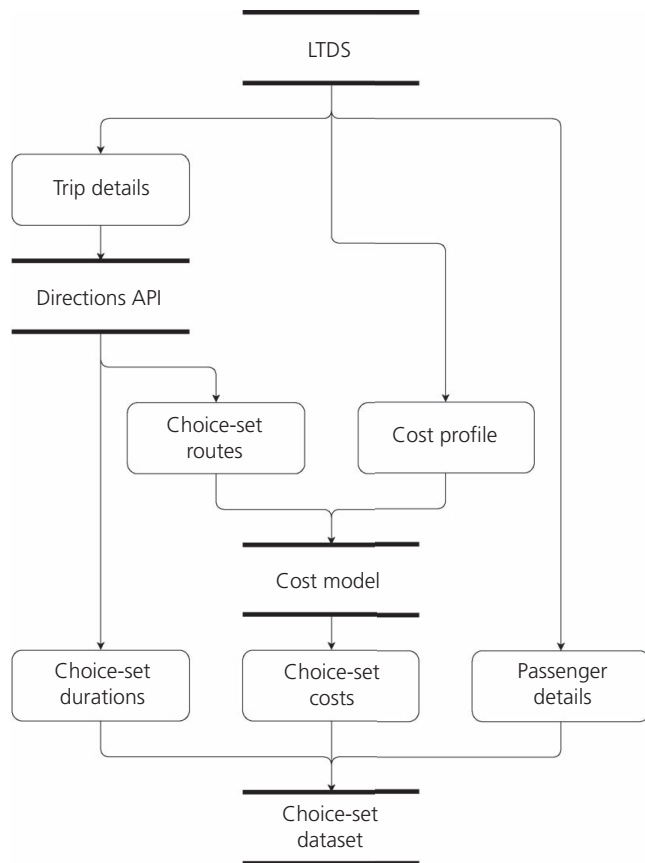 LTDS
Trip details
Directions API
Choice-set
routes
Cost profile
Cost model
Choice-set
durations
Choice-set
costs
Passenger
details
Choice-set
dataset